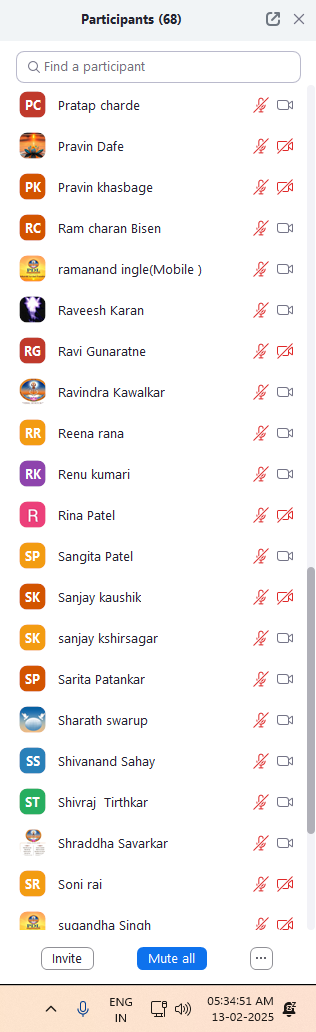 Participants (68)
Find a participant
PC Pratap charde
Pravin Dafe
PK Pravin khasbage
RC Ram charan Bisen
ramanand ingle(Mobile )
Raveesh Karan
RG Ravi Gunaratne
Ravindra Kawalkar
RR Reena rana
RK Renu kumari
R Rina Patel
SP Sangita Patel
SK Sanjay kaushik
SK sanjay kshirsagar
SP Sarita Patankar
Sharath swarup
SS Shivanand Sahay
ST Shivraj  Tirthkar
Shraddha Savarkar
SR Soni rai
sugandha Singh
Invite Mute all ...
ENG 05:34:51 AM
IN 13-02-2025